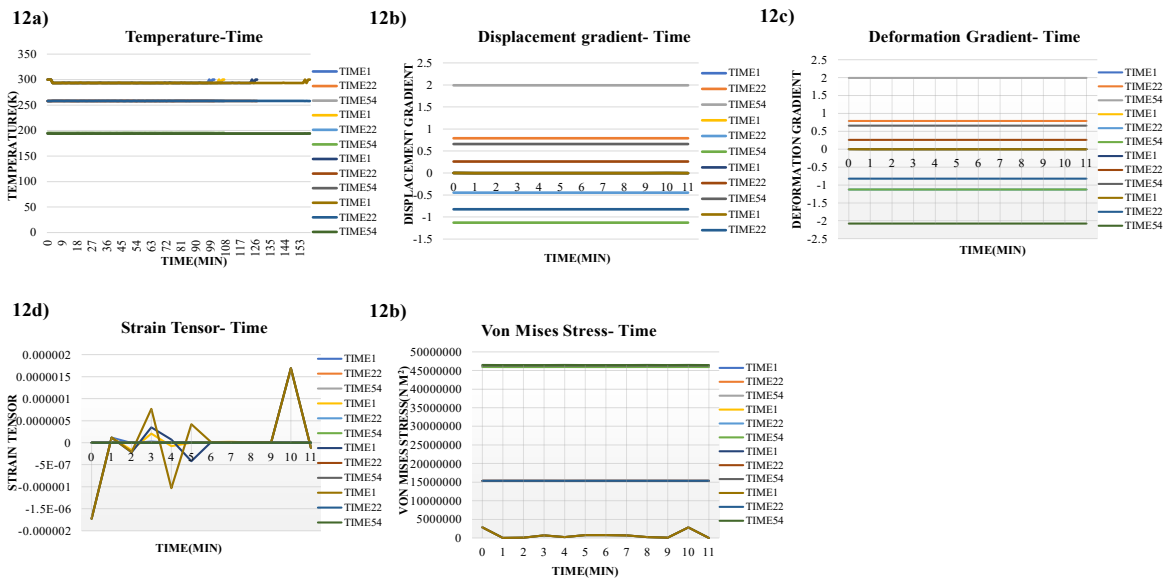 12a)
Temperature-Time
TEMPERATURE(K)
350
300
250
200
150
100
50
0
0 9 18 27 36 45 54 63 72 81 90 99 108 117 126 135 144 153
TIME(MIN)
TIME1
TIME22
TIME54
TIME1
TIME22
TIME54
TIME1
TIME22
TIME54
TIME1
TIME22
TIME54
12b)
Displacement gradient- Time
DISPLACEMENT GRADIENT
2.5
2
1.5
1
0.5
0
-0.5
-1
-1.5
0 1 2 3 4 5 6 7 8 9 10 11
TIME(MIN)
TIME1
TIME22
TIME54
TIME1
TIME22
TIME54
TIME1
TIME22
TIME54
TIME1
TIME22
12c)
Deformation Gradient- Time
DEFORMATION GRADIENT
2.5
2
1.5
1
0.5
0
-0.5
-1
-1.5
-2
-2.5
0 1 2 3 4 5 6 7 8 9 10 11
TIME(MIN)
TIME1
TIME22
TIME54
TIME1
TIME22
TIME54
TIME1
TIME22
TIME54
TIME1
TIME22
TIME54
12d)
Strain Tensor- Time
STRAIN TENSOR
0.000002
0.0000015
0.000001
0.0000005
0
-5E-07
-0.000001
-1.5E-06
-0.000002
0 1 2 3 4 5 6 7 8 9 10 11
TIME(MIN)
TIME1
TIME22
TIME54
TIME1
TIME22
TIME54
TIME1
TIME22
TIME54
TIME1
TIME22
TIME54
12b)
Von Mises Stress- Time
VON MISES STRESS(N M²)
50000000
45000000
40000000
35000000
30000000
25000000
20000000
15000000
10000000
5000000
0
0 1 2 3 4 5 6 7 8 9 10 11
TIME(MIN)
TIME1
TIME22
TIME54
TIME1
TIME22
TIME54
TIME1
TIME22
TIME54
TIME1
TIME22
TIME54